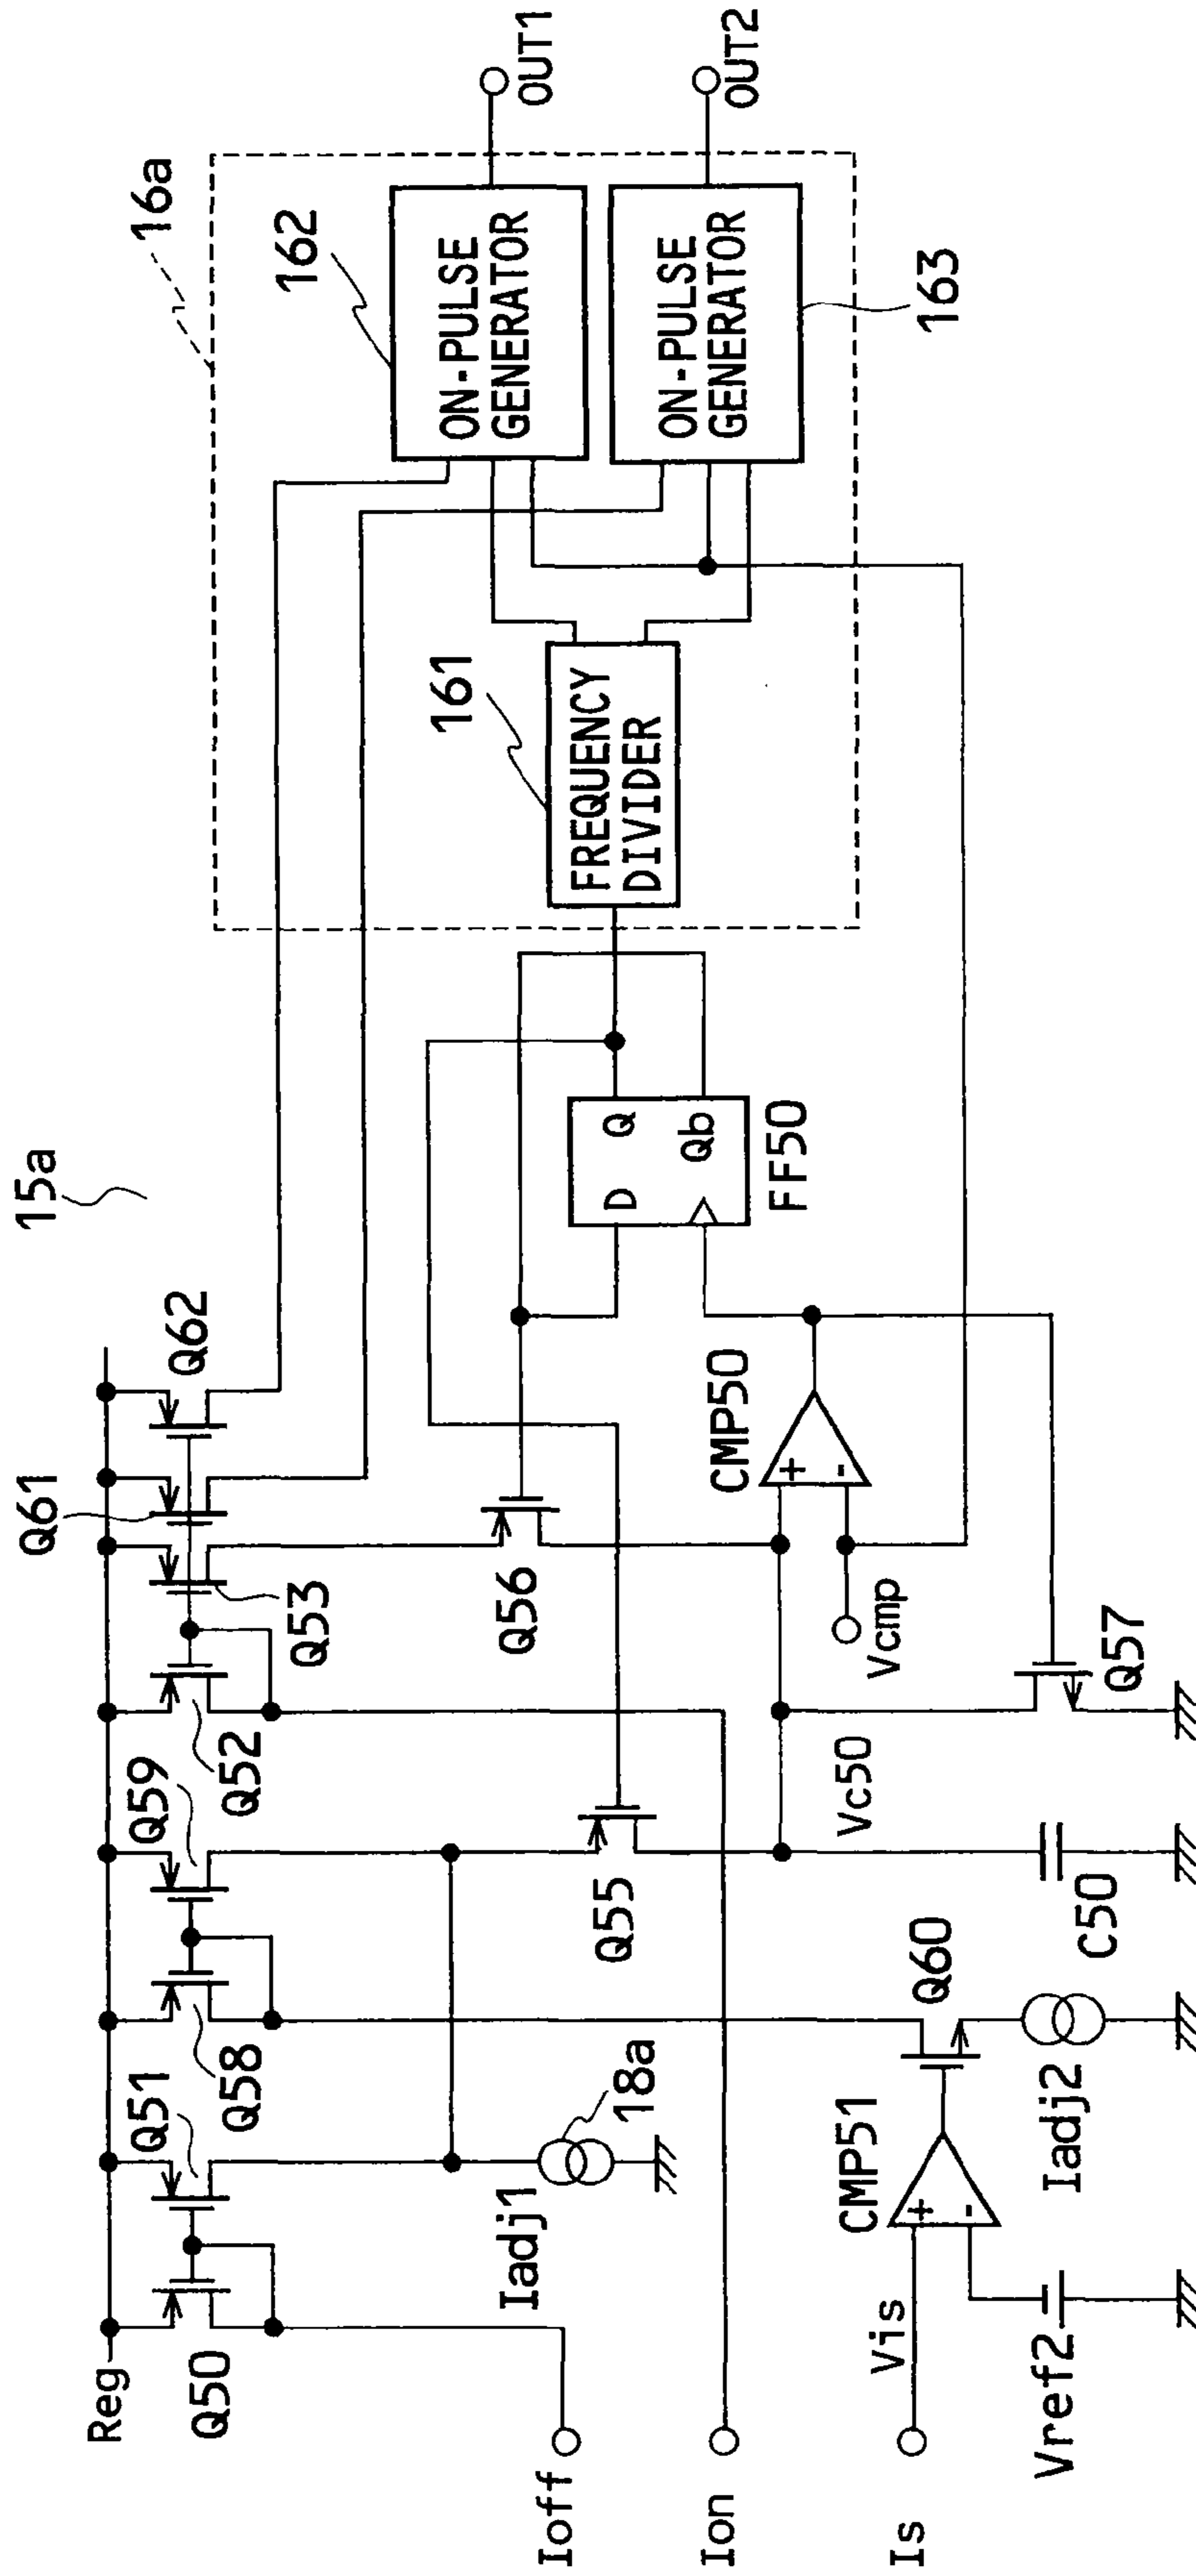 15a
Reg
Q50
Q51
Q58
Q59
Q52
Q53
Q61
Q62
16a
162
ON-PULSE
GENERATOR
OUT1
161
FREQUENCY
DIVIDER
ON-PULSE
GENERATOR
OUT2
163
Ioff
Iadj1
18a
Q55
Q56
D
Q
Qb
FF50
Ion
Vc50
CMP50
+
-
Vcmp
Is
Vis
CMP51
+
-
Q60
Vref2
Iadj2
C50
Q57